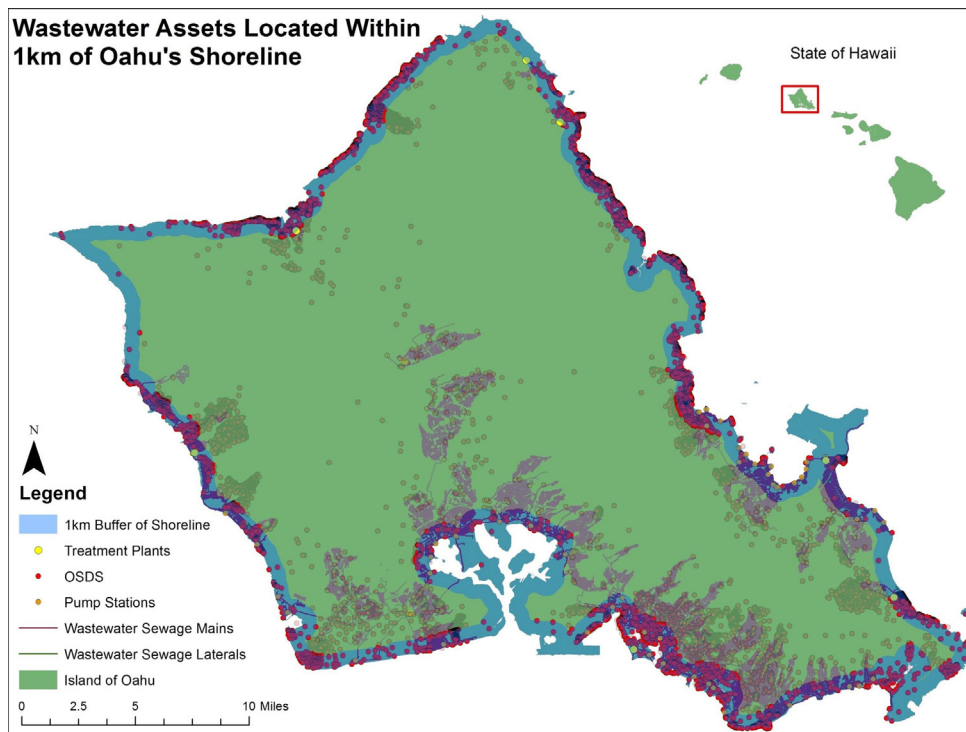 Wastewater Assets Located Within
1km of Oahu's Shoreline
State of Hawaii
N
Legend
1km Buffer of Shoreline
Treatment Plants
OSDS
Pump Stations
Wastewater Sewage Mains
Wastewater Sewage Laterals
Island of Oahu
0 2.5 5 10 Miles